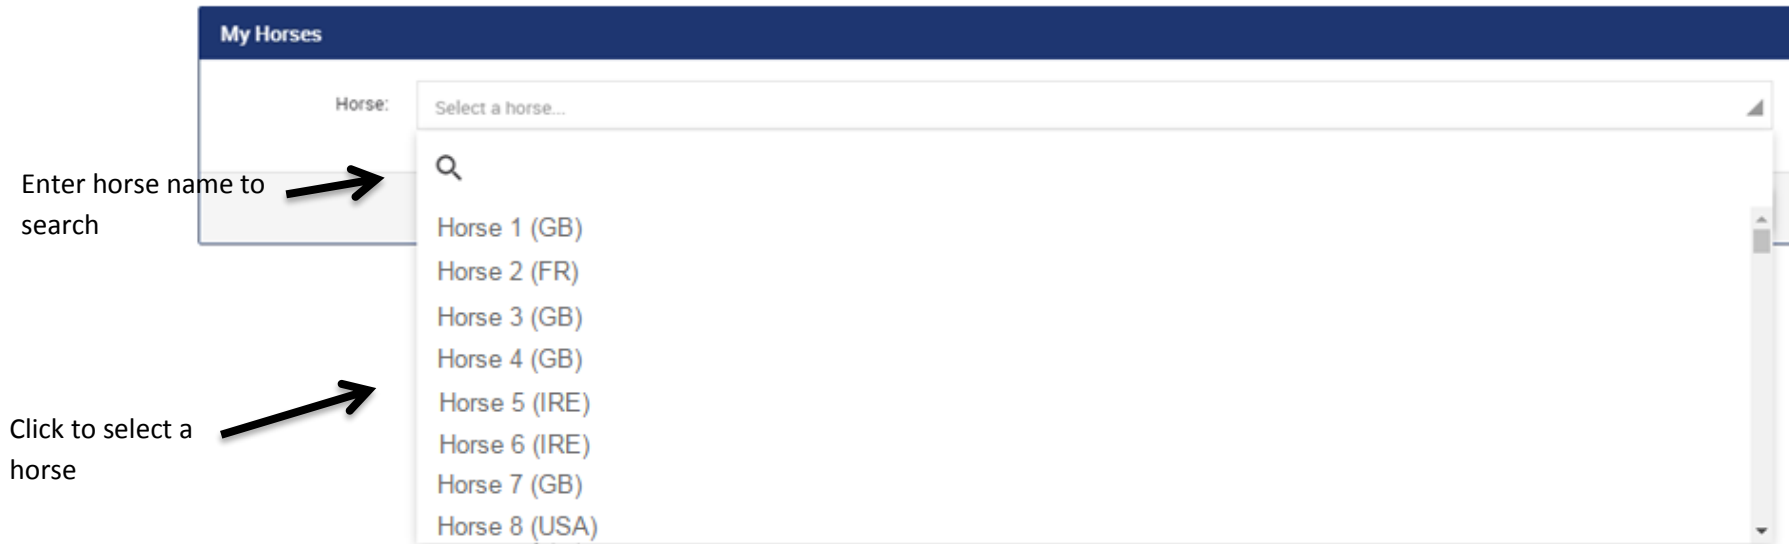 My Horses
Horse:
Select a horse...
Enter horse name to
search
Horse 1 (GB)
Horse 2 (FR)
Horse 3 (GB)
Horse 4 (GB)
Horse 5 (IRE)
Horse 6 (IRE)
Horse 7 (GB)
Horse 8 (USA)
Click to select a
horse